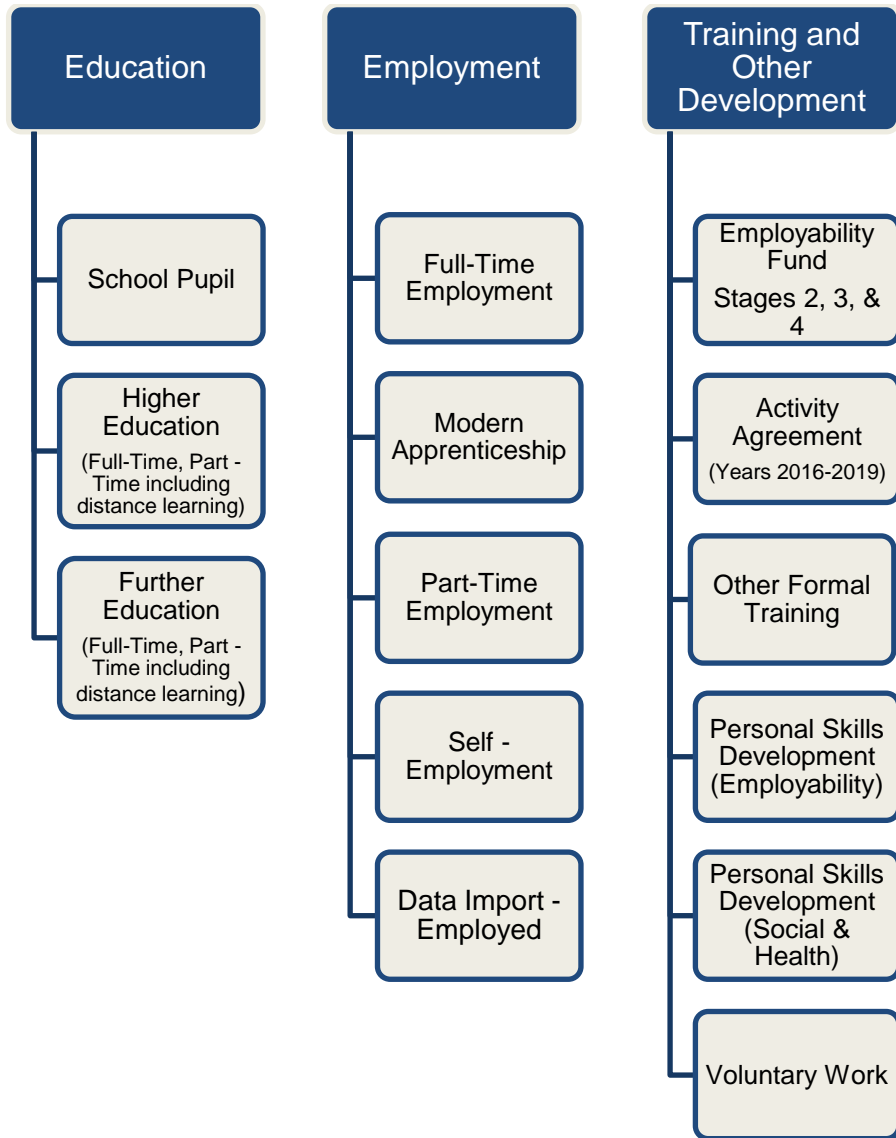 Education
School Pupil
Higher
Education
(Full-Time, Part -
Time including
distance learning)
Further
Education
(Full-Time, Part -
Time including
distance learning)
Employment
Full-Time
Employment
Modern
Apprenticeship
Part-Time
Employment
Self -
Employment
Data Import -
Employed
Training and
Other
Development
Employability
Fund
Stages 2, 3, &
4
Activity
Agreement
(Years 2016-2019)
Other Formal
Training
Personal Skills
Development
(Employability)
Personal Skills
Development
(Social &
Health)
Voluntary Work